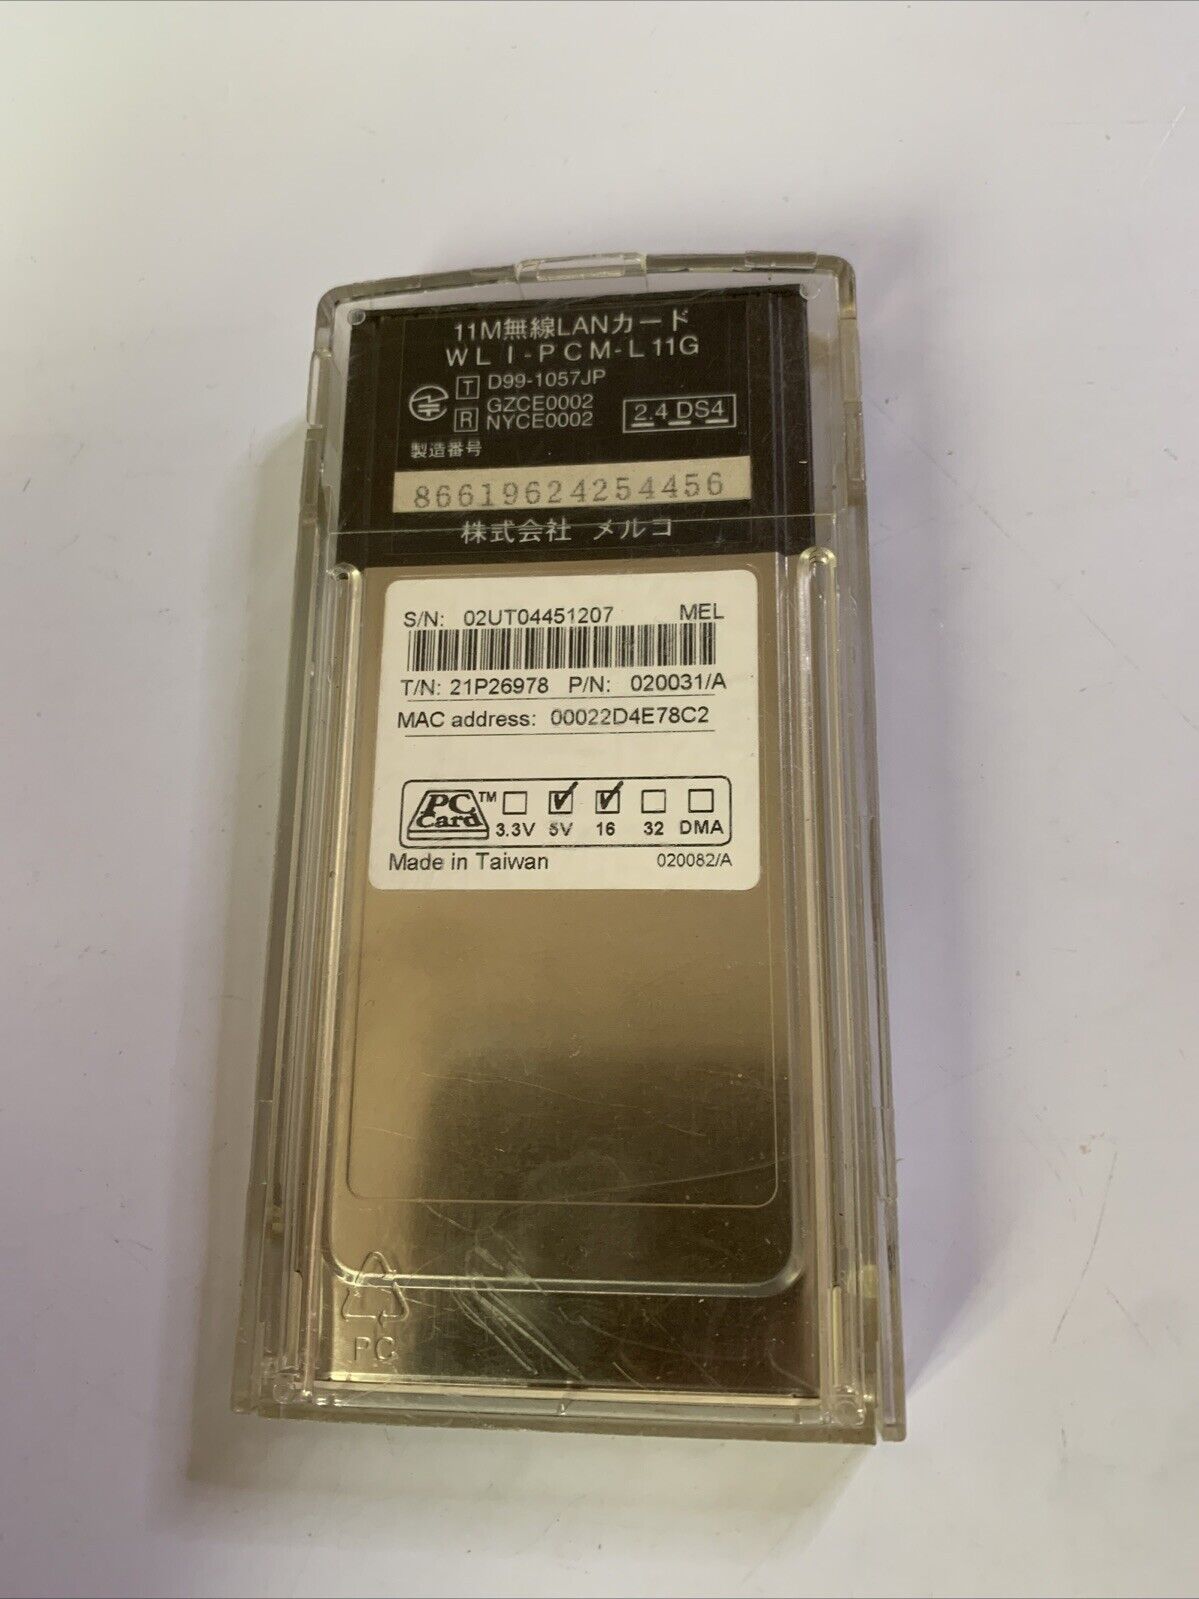 11M無線LANカード
WLI-PCM-L11G
T D99-1057JP
R GZCE0002
NYCE0002
2.4 DS4
製造番号
86619624254456
株式会社 メルコ
S/N: 02UT04451207 MEL
T/N: 21P26978 P/N: 020031/A
MAC address: 00022D4E78C2
PC Card TM
3.3V 5V 16 32 DMA
Made in Taiwan 020082/A
PC